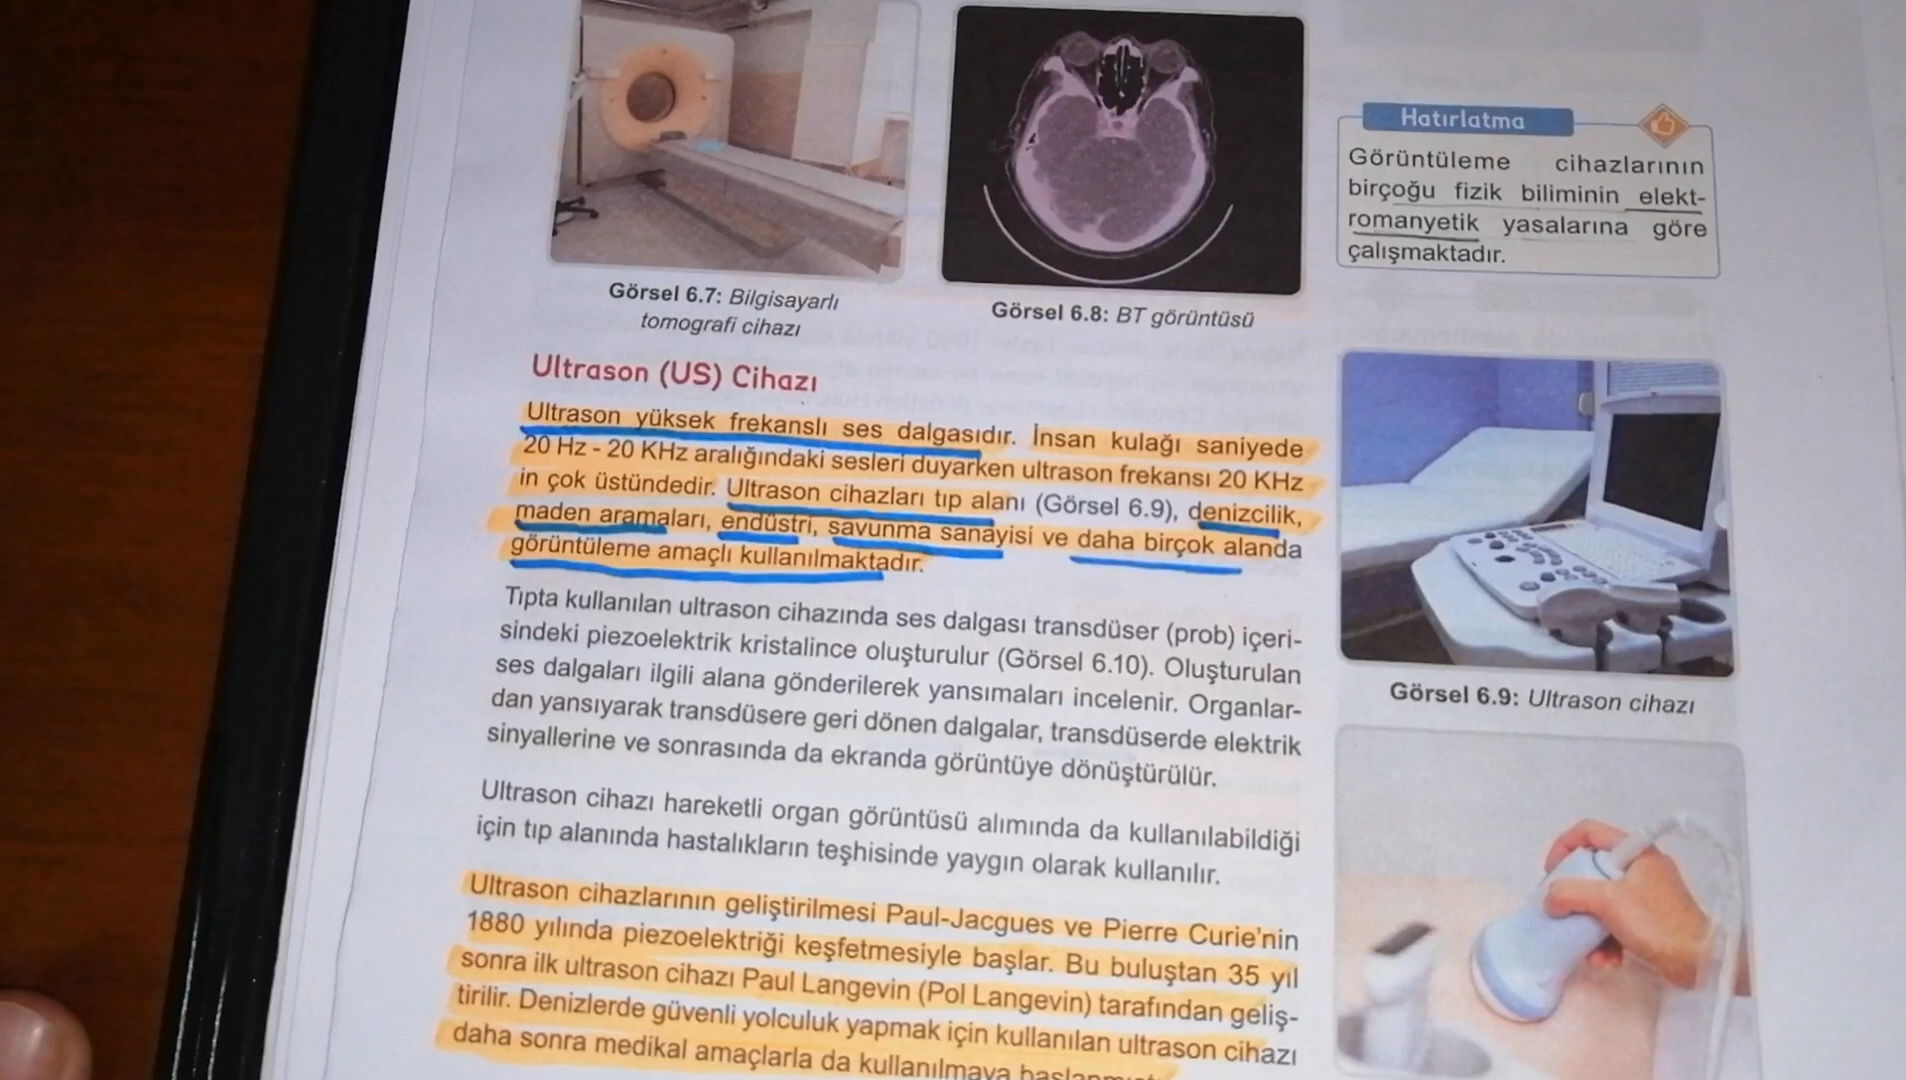 Görsel 6.7: Bilgisayarlı
tomografi cihazı
Görsel 6.8: BT görüntüsü
Hatırlatma
Görüntüleme cihazlarının
birçoğu fizik biliminin elekt-
romanyetik yasalarına göre
çalışmaktadır.
Ultrason (US) Cihazı
Ultrason yüksek frekanslı ses dalgasıdır. İnsan kulağı saniyede
20 Hz - 20 KHz aralığındaki sesleri duyarken ultrason frekansı 20 KHz
in çok üstündedir. Ultrason cihazları tıp alanı (Görsel 6.9), denizcilik,
maden aramaları, endüstri, savunma sanayisi ve daha birçok alanda
görüntüleme amaçlı kullanılmaktadır.
Tıpta kullanılan ultrason cihazında ses dalgası transdüser (prob) içeri-
sindeki piezoelektrik kristalince oluşturulur (Görsel 6.10). Oluşturulan
ses dalgaları ilgili alana gönderilerek yansımaları incelenir. Organlar-
dan yansıyarak transdüsere geri dönen dalgalar, transdüserde elektrik
sinyallerine ve sonrasında da ekranda görüntüye dönüştürülür.
Ultrason cihazı hareketli organ görüntüsü alımında da kullanılabildiği
için tıp alanında hastalıkların teşhisinde yaygın olarak kullanılır.
Ultrason cihazlarının geliştirilmesi Paul-Jacgues ve Pierre Curie'nin
1880 yılında piezoelektriği keşfetmesiyle başlar. Bu buluştan 35 yıl
sonra ilk ultrason cihazı Paul Langevin (Pol Langevin) tarafından geliş-
tirilir. Denizlerde güvenli yolculuk yapmak için kullanılan ultrason cihazı
daha sonra medikal amaçlarla da kullanılmaya
Görsel 6.9: Ultrason cihazı